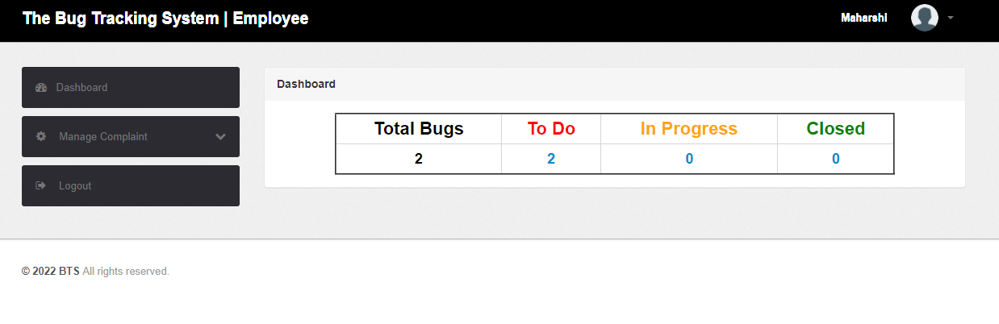 The Bug Tracking System | Employee
Maharshi
Dashboard
Manage Complaint
Logout
Dashboard
Total Bugs To Do In Progress Closed
2 2 0 0
© 2022 BTS All rights reserved.